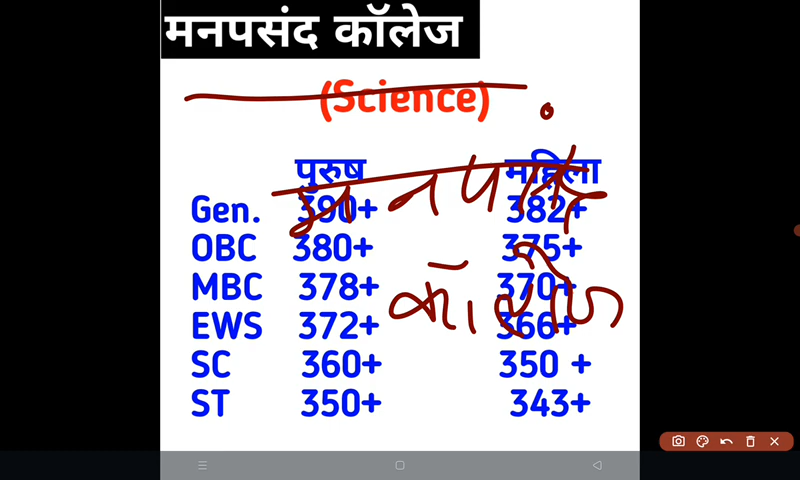 मनपसंद कॉलेज
(Science)
पुरुष महिला
Gen. 390+ 382+
OBC 380+ 375+
MBC 378+ 370+
EWS 372+ 366+
SC 360+ 350 +
ST 350+ 343+
मनपसंद
कॉलेज